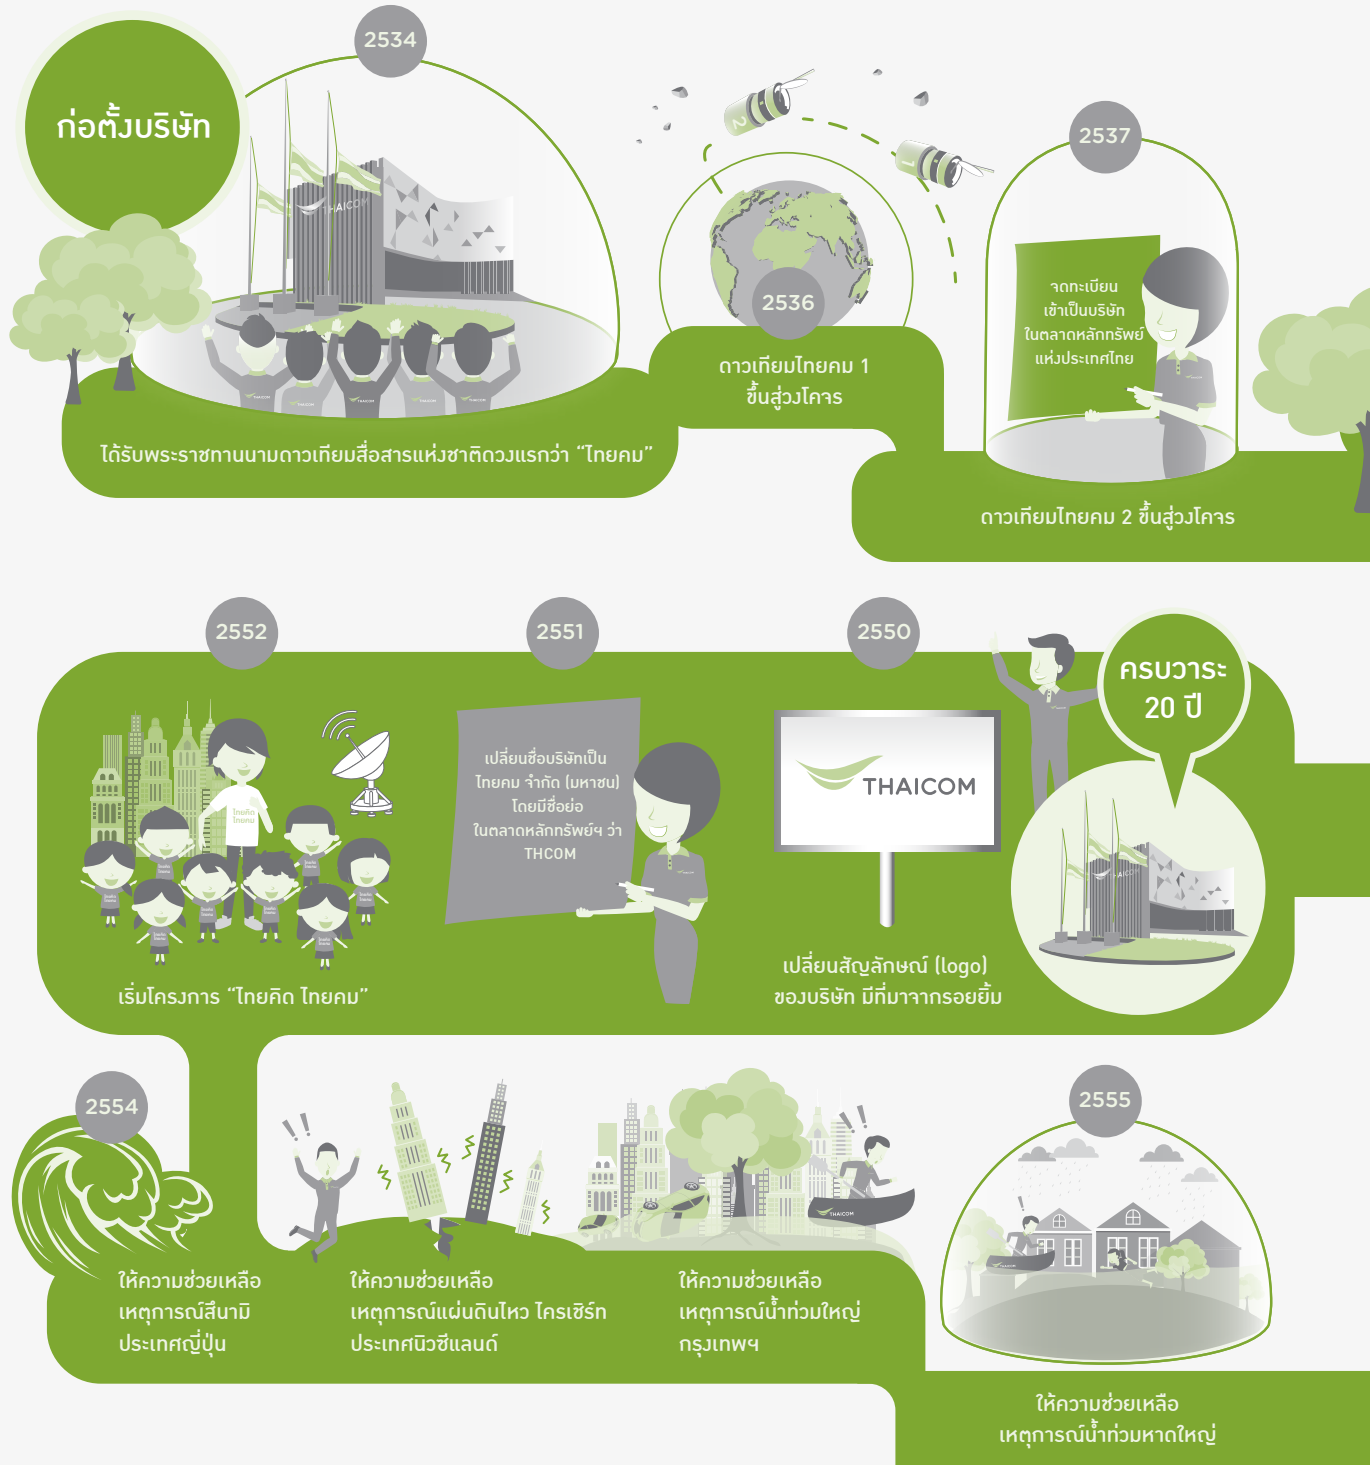 ก่อตั้งบริษัท
2534
THAICOM
ได้รับพระราชทานนามดาวเทียมสื่อสารแห่งชาติดวงแรกว่า “ไทยคม”
2
1
2536
ดาวเทียมไทยคม 1
ขึ้นสู่วงโคจร
2537
จดทะเบียน
เข้าเป็นบริษัท
ในตลาดหลักทรัพย์
แห่งประเทศไทย
ดาวเทียมไทยคม 2 ขึ้นสู่วงโคจร
2552
ไทยคิด
ไทยคม
เริ่มโครงการ “ไทยคิด ไทยคม”
2551
เปลี่ยนชื่อบริษัทเป็น
ไทยคม จำกัด (มหาชน)
โดยมีชื่อย่อ
ในตลาดหลักทรัพย์ฯ ว่า
THCOM
2550
THAICOM
เปลี่ยนสัญลักษณ์ (logo)
ของบริษัท มีที่มาจากรอยยิ้ม
ครบวาระ
20 ปี
THAICOM
2554
ให้ความช่วยเหลือ
เหตุการณ์สึนามิ
ประเทศญี่ปุ่น
ให้ความช่วยเหลือ
เหตุการณ์แผ่นดินไหว ไครเซิร์ท
ประเทศนิวซีแลนด์
THAICOM
ให้ความช่วยเหลือ
เหตุการณ์น้ำท่วมใหญ่
กรุงเทพฯ
2555
THAICOM
ให้ความช่วยเหลือ
เหตุการณ์น้ำท่วมหาดใหญ่